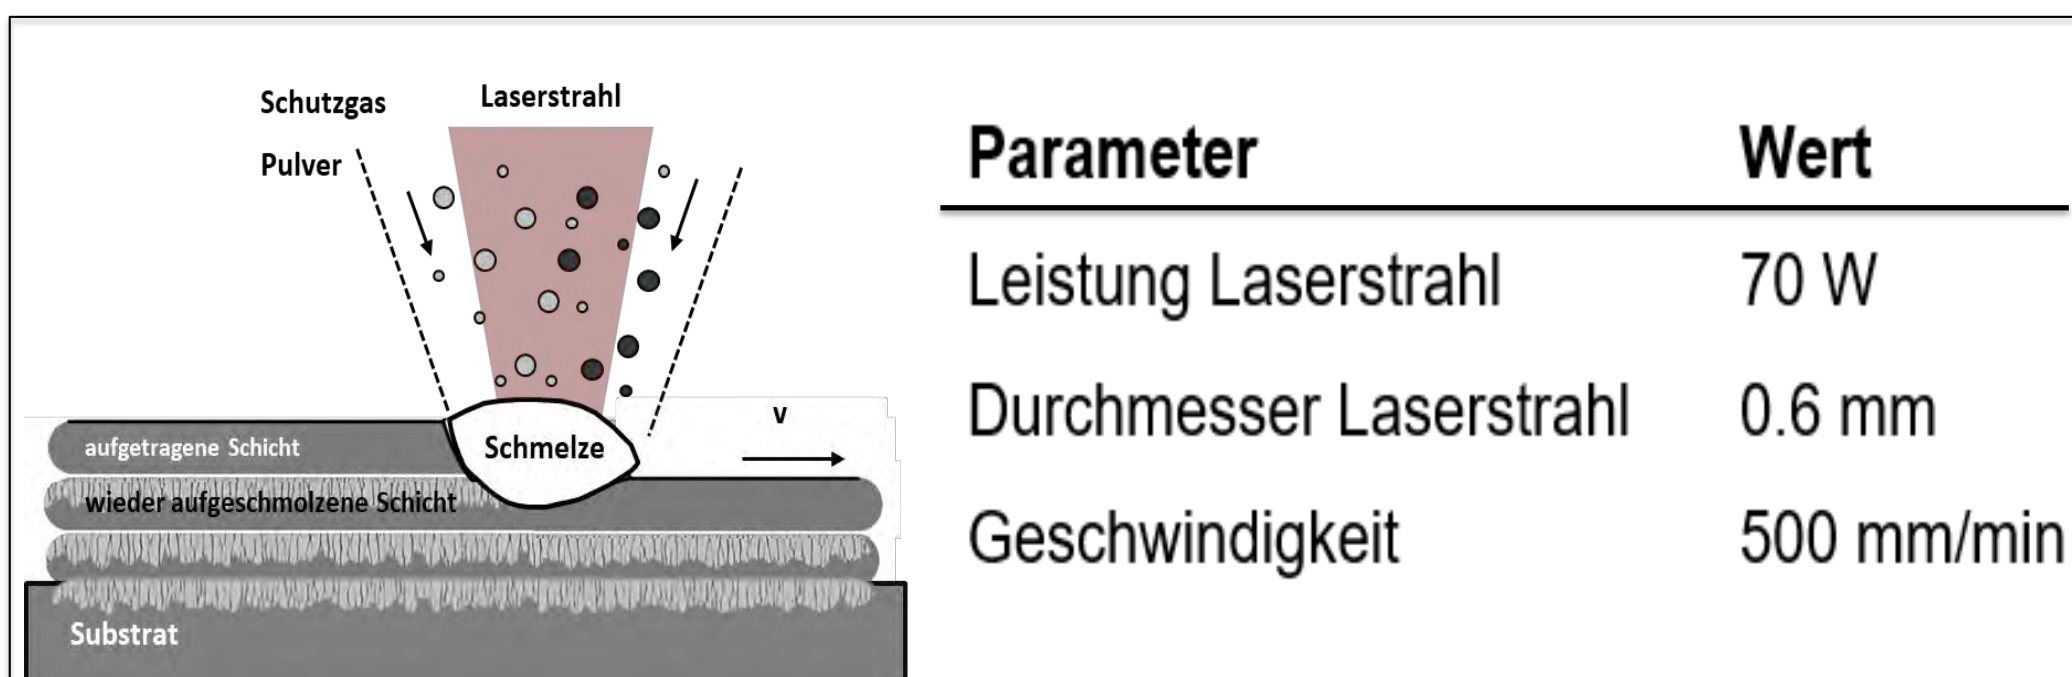 Schutzgas
Laserstrahl
Pulver
v
aufgetragene Schicht
Schmelze
wieder aufgeschmolzene Schicht
Substrat
Parameter Wert
Leistung Laserstrahl 70 W
Durchmesser Laserstrahl 0.6 mm
Geschwindigkeit 500 mm/min